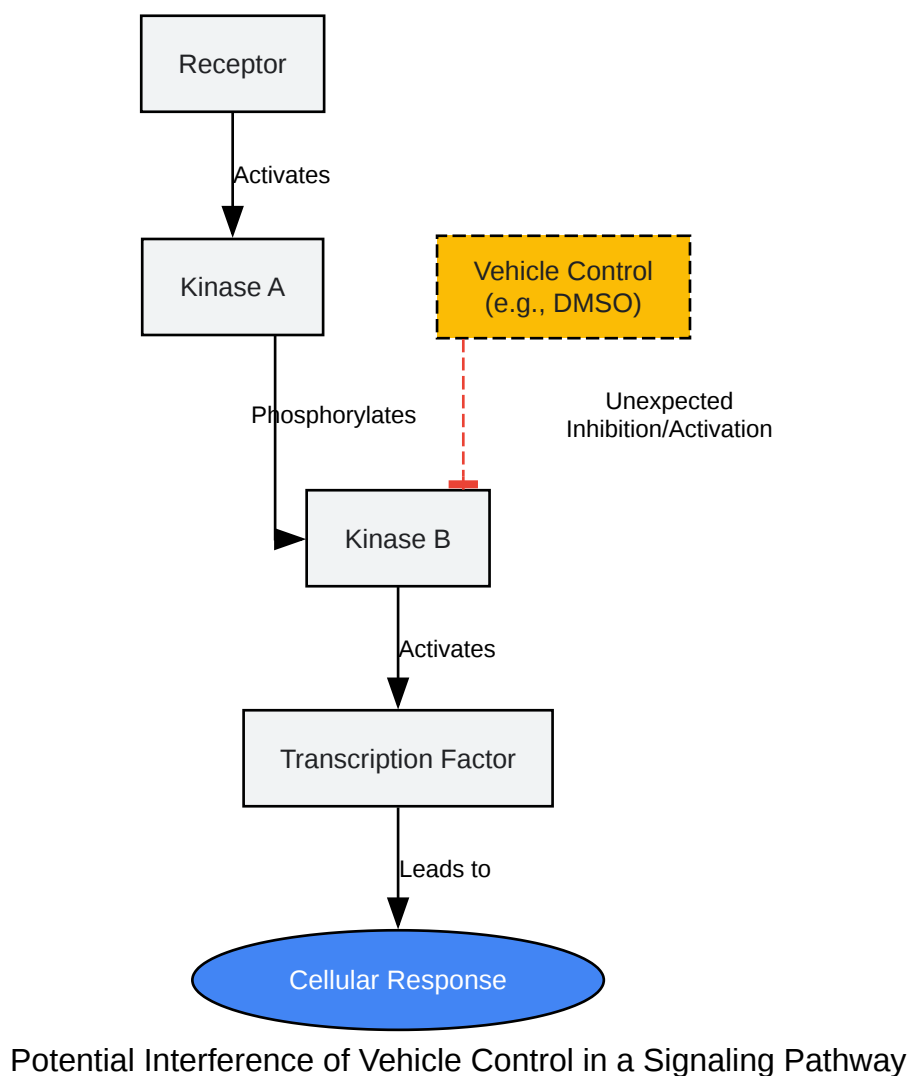 Receptor
Activates
Kinase A
Vehicle Control
(e.g., DMSO)
Phosphorylates
Unexpected
Inhibition/Activation
Kinase B
Activates
Transcription Factor
Leads to
Cellular Response
Potential Interference of Vehicle Control in a Signaling Pathway